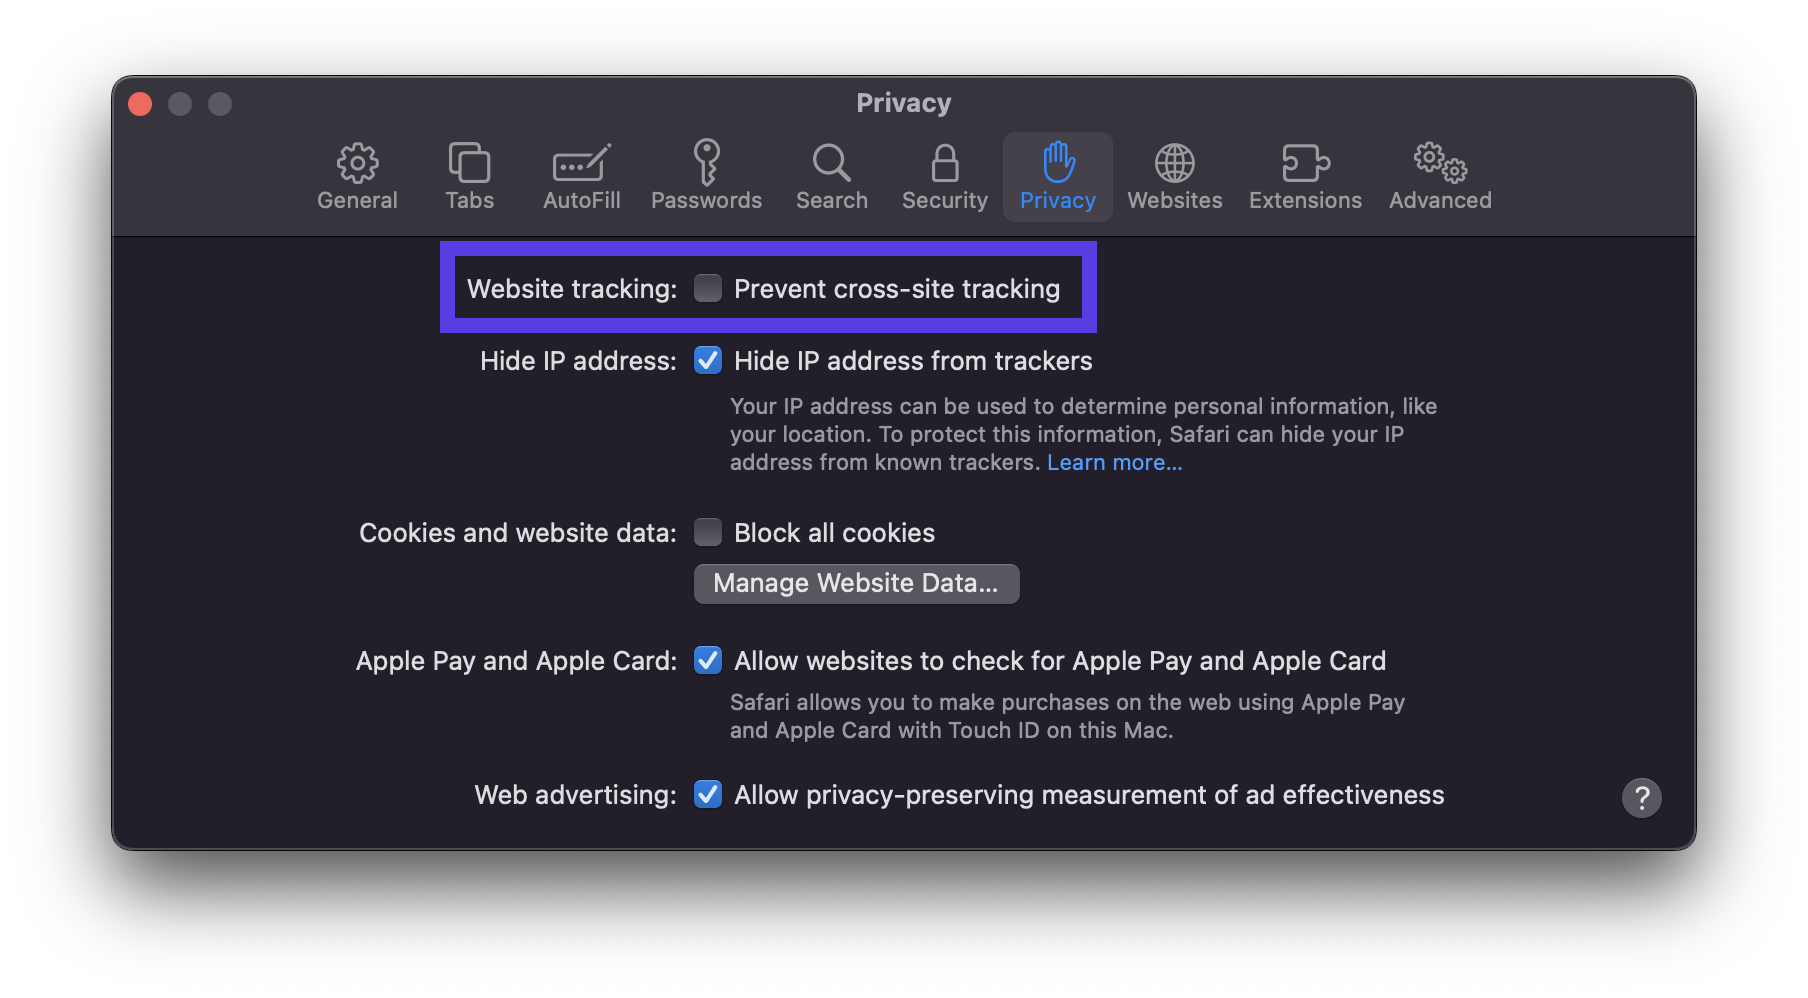 Privacy
General Tabs AutoFill Passwords Search Security Privacy Websites Extensions Advanced
Website tracking: Prevent cross-site tracking
Hide IP address: Hide IP address from trackers
Your IP address can be used to determine personal information, like
your location. To protect this information, Safari can hide your IP
address from known trackers. Learn more...
Cookies and website data: Block all cookies
Manage Website Data...
Apple Pay and Apple Card: Allow websites to check for Apple Pay and Apple Card
Safari allows you to make purchases on the web using Apple Pay
and Apple Card with Touch ID on this Mac.
Web advertising: Allow privacy-preserving measurement of ad effectiveness
?